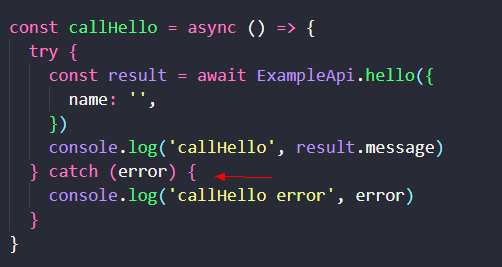 const callHello = async () => {
  try {
    const result = await ExampleApi.hello({
      name: '',
    })
    console.log('callHello', result.message)
  } catch (error) {
    console.log('callHello error', error)
  }
}